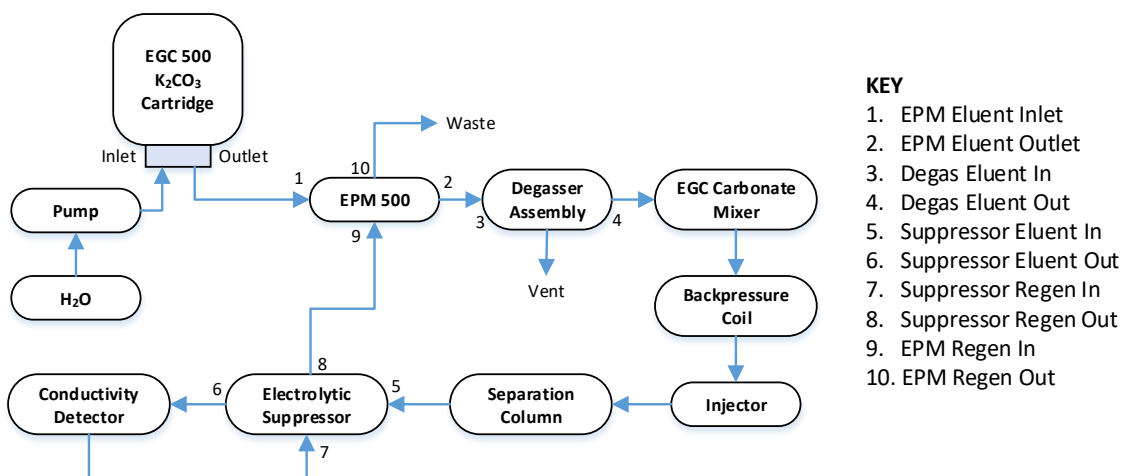 EGC 500
K₂CO₃
Cartridge
Inlet
Outlet
Waste
10
1
EPM 500
2
Degasser
Assembly
3
4
EGC Carbonate
Mixer
Pump
9
H₂O
Vent
Backpressure
Coil
8
Conductivity
Detector
6
Electrolytic
Suppressor
5
Separation
Column
Injector
7
KEY
1. EPM Eluent Inlet
2. EPM Eluent Outlet
3. Degas Eluent In
4. Degas Eluent Out
5. Suppressor Eluent In
6. Suppressor Eluent Out
7. Suppressor Regen In
8. Suppressor Regen Out
9. EPM Regen In
10. EPM Regen Out